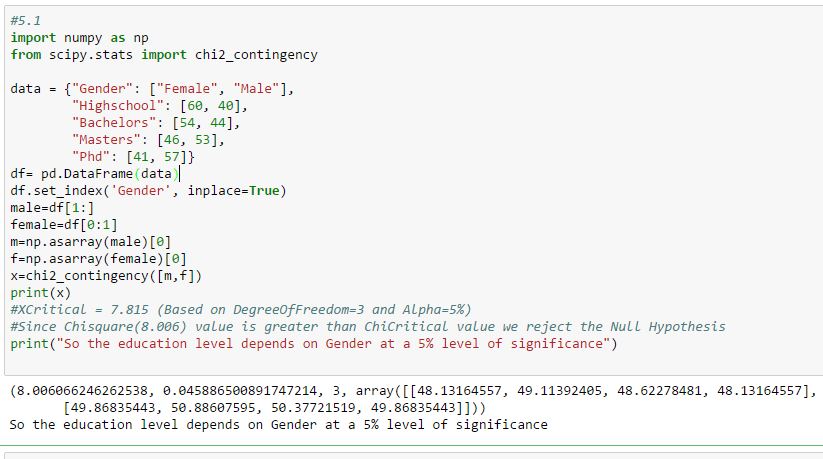 #5.1
import numpy as np
from scipy.stats import chi2_contingency
data = {"Gender": ["Female", "Male"],
"Highschool": [60, 40],
"Bachelors": [54, 44],
"Masters": [46, 53],
"Phd": [41, 57]}
df= pd.DataFrame(data)
df.set_index('Gender', inplace=True)
male=df[1:]
female=df[0:1]
m=np.asarray(male)[0]
f=np.asarray(female)[0]
x=chi2_contingency([m,f])
print(x)
#XCritical = 7.815 (Based on DegreeOfFreedom=3 and Alpha=5%)
#Since Chisquare(8.006) value is greater than ChiCritical value we reject the Null Hypothesis
print("So the education level depends on Gender at a 5% level of significance")
(8.006066246262538, 0.045886500891747214, 3, array([[48.13164557, 49.11392405, 48.62278481, 48.13164557],
[49.86835443, 50.88607595, 50.37721519, 49.86835443]]))
So the education level depends on Gender at a 5% level of significance